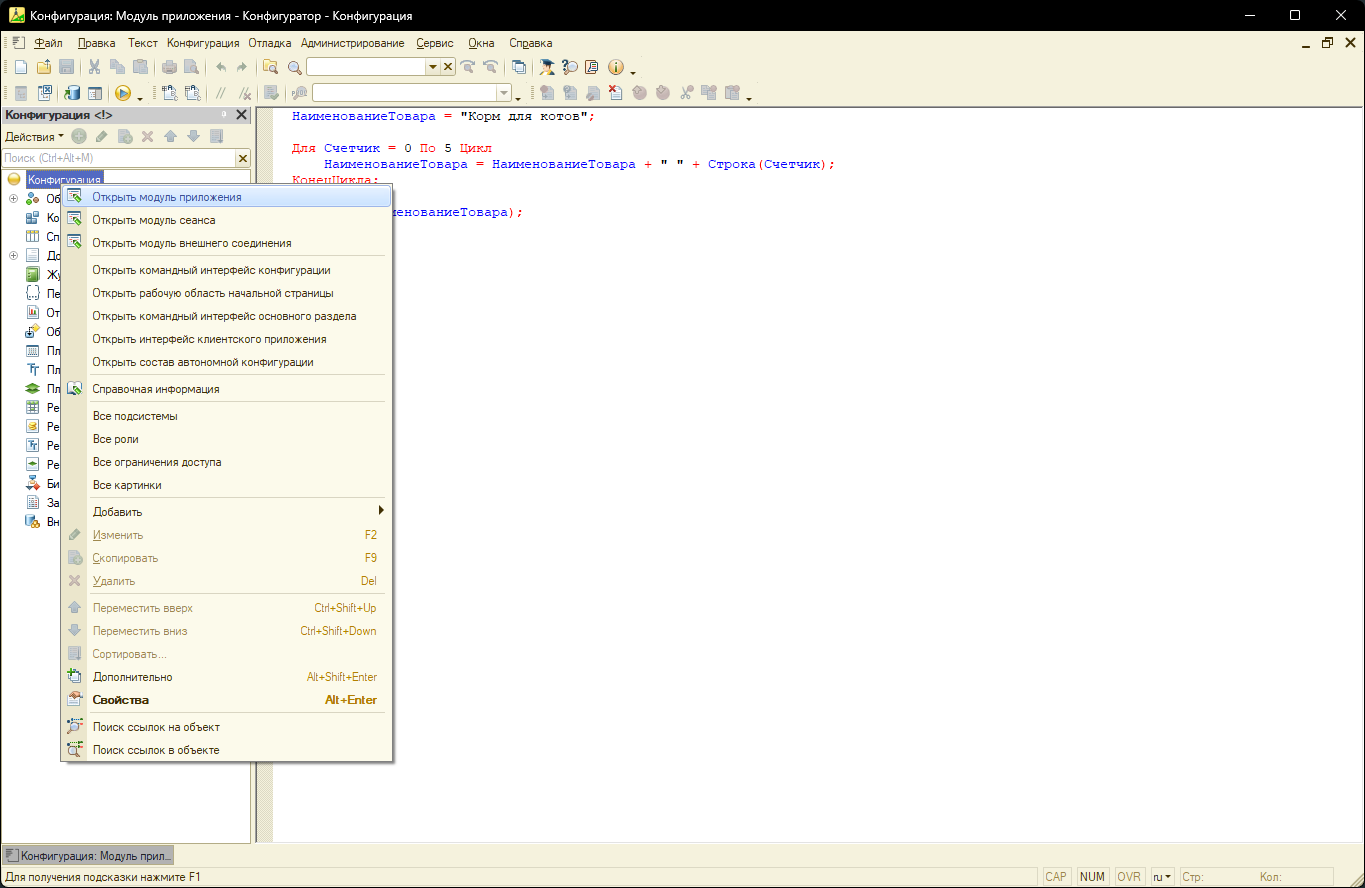 Конфигурация: Модуль приложения - Конфигуратор - Конфигурация
Файл Правка Текст Конфигурация Отладка Администрирование Сервис Окна Справка
Конфигурация <!>
Действия
Поиск (Ctrl+Alt+M)
Конфигурация
Об
Ко
Сп
До
Жу
Пе
От
Об
Пл
Пл
Пл
Ре
Ре
Ре
Ре
Би
За
Вн
Открыть модуль приложения
Открыть модуль сеанса
Открыть модуль внешнего соединения
Открыть командный интерфейс конфигурации
Открыть рабочую область начальной страницы
Открыть командный интерфейс основного раздела
Открыть интерфейс клиентского приложения
Открыть состав автономной конфигурации
Справочная информация
Все подсистемы
Все роли
Все ограничения доступа
Все картинки
Добавить
Изменить F2
Скопировать F9
Удалить Del
Переместить вверх Ctrl+Shift+Up
Переместить вниз Ctrl+Shift+Down
Сортировать...
Дополнительно Alt+Shift+Enter
Свойства Alt+Enter
Поиск ссылок на объект
Поиск ссылок в объекте
НаименованиеТовара = "Корм для котов";
Для Счетчик = 0 По 5 Цикл
НаименованиеТовара = НаименованиеТовара + " " + Строка(Счетчик);
КонецЦикла;
именованиеТовара);
Конфигурация: Модуль прил...
Для получения подсказки нажмите F1
CAP NUM OVR ru Стр: Кол: